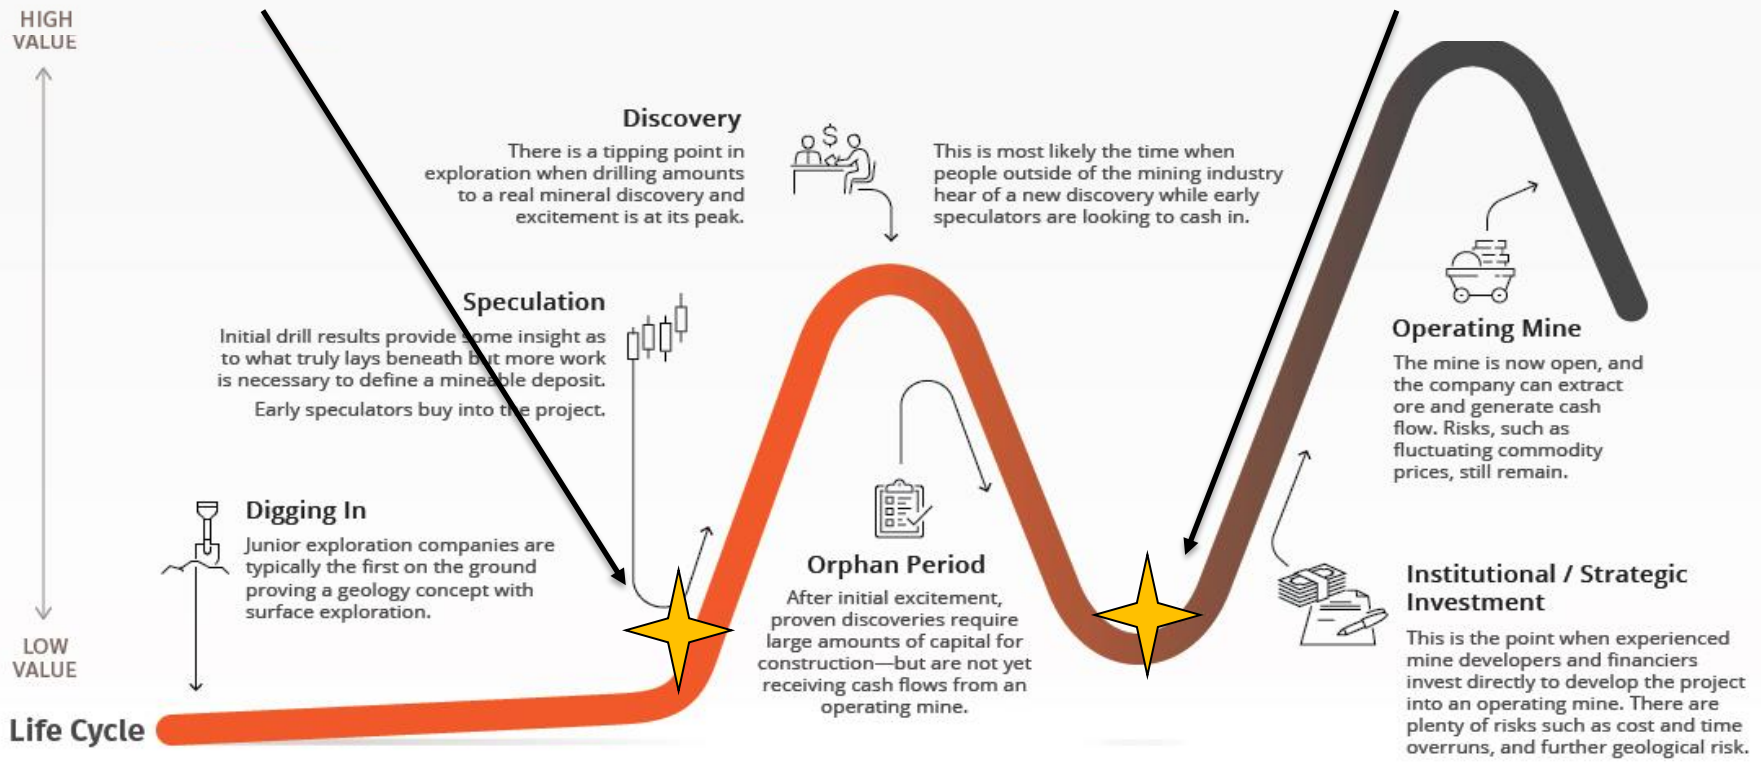 HIGH
VALUE
Discovery
There is a tipping point in
exploration when drilling amounts
to a real mineral discovery and
excitement is at its peak.
$
This is most likely the time when
people outside of the mining industry
hear of a new discovery while early
speculators are looking to cash in.
Speculation
Initial drill results provide some insight as
to what truly lays beneath but more work
is necessary to define a mineable deposit.
Early speculators buy into the project.
Operating Mine
The mine is now open, and
the company can extract
ore and generate cash
flow. Risks, such as
fluctuating commodity
prices, still remain.
Digging In
Junior exploration companies are
typically the first on the ground
proving a geology concept with
surface exploration.
Orphan Period
After initial excitement,
proven discoveries require
large amounts of capital for
construction—but are not yet
receiving cash flows from an
operating mine.
Institutional / Strategic
Investment
This is the point when experienced
mine developers and financiers
invest directly to develop the project
into an operating mine. There are
plenty of risks such as cost and time
overruns, and further geological risk.
LOW
VALUE
Life Cycle